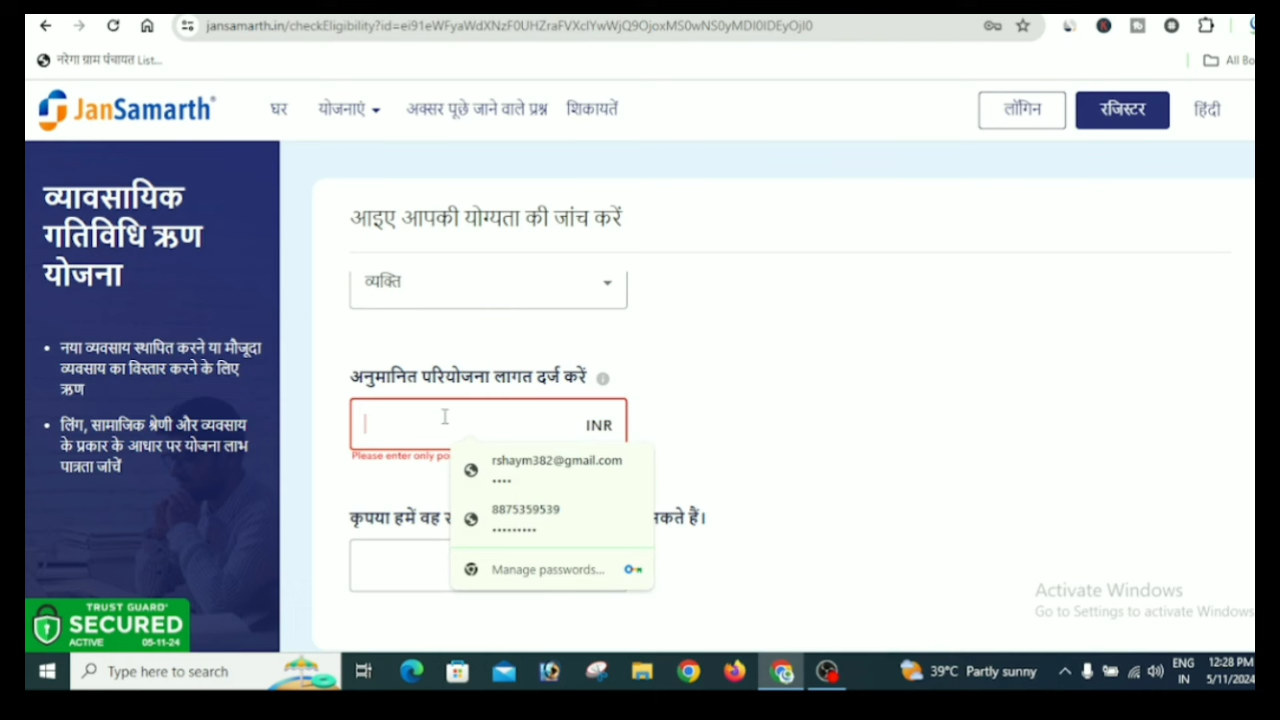 jansamarth.in/checkEligibility?id=ei91eWFyaWdXNzF0UHZraFVXclYwWjQ9OjoxMS0wNS0yMDI0IDEyOjI0
नरेगा ग्राम पंचायत List...
All Bo
JanSamarth
घर योजनाएं अक्सर पूछे जाने वाले प्रश्न शिकायतें
लॉगिन रजिस्टर हिंदी
व्यावसायिक
गतिविधि ऋण
योजना
नया व्यवसाय स्थापित करने या मौजूदा
व्यवसाय का विस्तार करने के लिए
ऋण
लिंग, सामाजिक श्रेणी और व्यवसाय
के प्रकार के आधार पर योजना लाभ
पात्रता जांचें
TRUST GUARD
SECURED
ACTIVE 05-11-24
आइए आपकी योग्यता की जांच करें
व्यक्ति
अनुमानित परियोजना लागत दर्ज करें
INR
Please enter only po
rshaym382@gmail.com
••••
8875359539
•••••••••
Manage passwords...
कृपया हमें वह र
नकते हैं।
Activate Windows
Go to Settings to activate Windows
Type here to search
39°C Partly sunny
ENG
IN
12:28 PM
5/11/2024